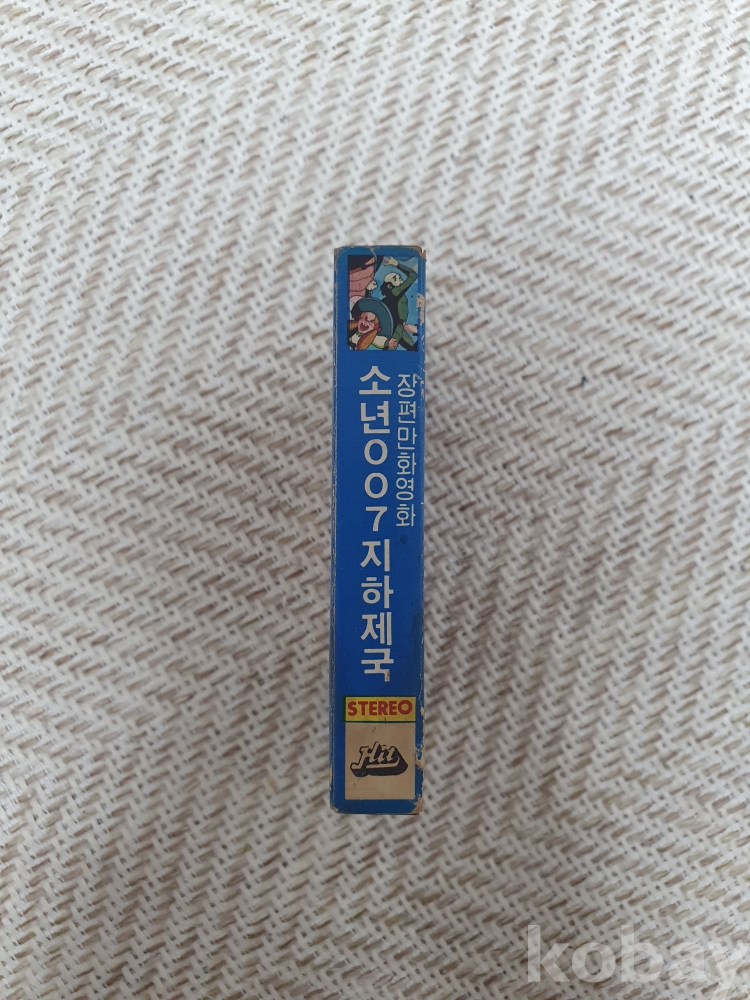 장편만화영화
소년007지하제국
STEREO
Hit
kobay